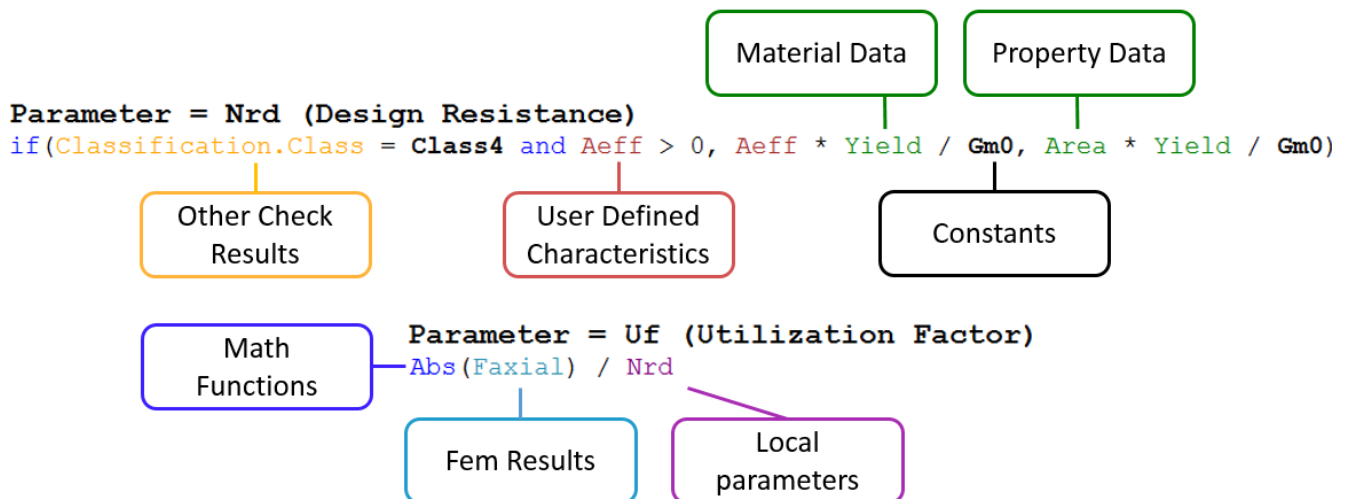 Material Data
Property Data
Parameter = Nrd (Design Resistance)
if(Classification.Class = Class4 and Aeff > 0, Aeff * Yield / Gm0, Area * Yield / Gm0)
Other Check
Results
User Defined
Characteristics
Constants
Math
Functions
Parameter = Uf (Utilization Factor)
Abs(Faxial) / Nrd
Fem Results
Local
parameters